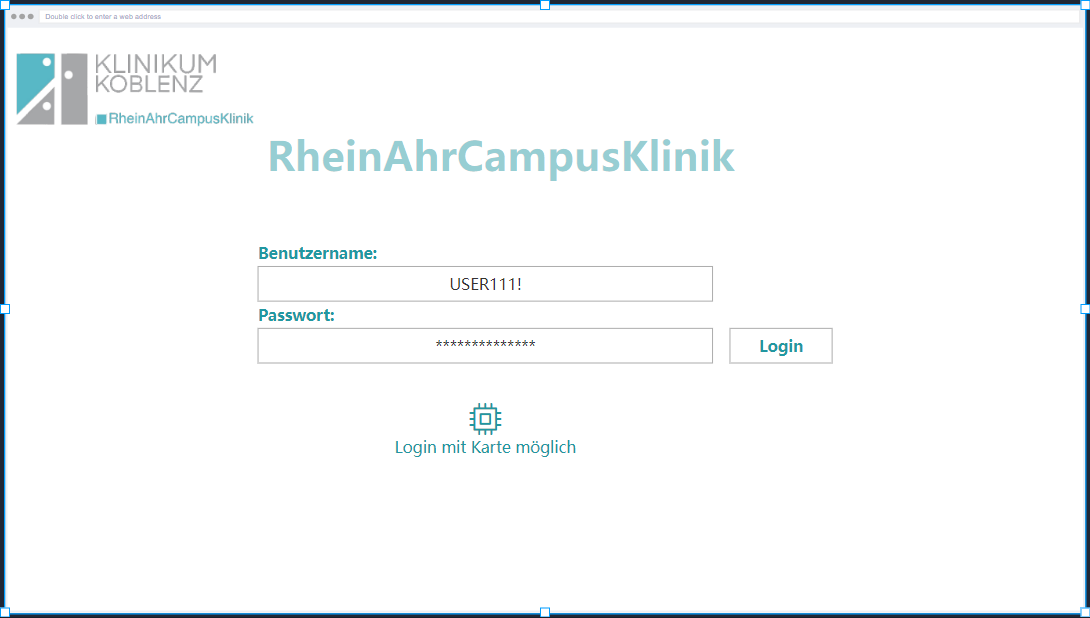 Double click to enter a web address
KLINIKUM
KOBLENZ
RheinAhrCampusKlinik
RheinAhrCampusKlinik
Benutzername:
USER111!
Passwort:
**************
Login
Login mit Karte möglich